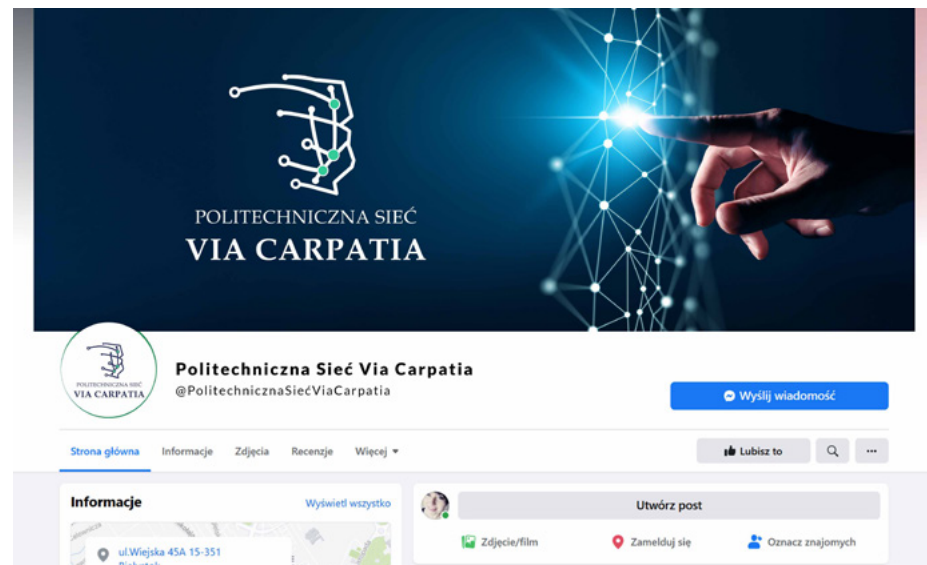 POLITECHNICZNA SIEĆ
VIA CARPATIA
POLITECHNICZNA SIEĆ
VIA CARPATIA
Politechniczna Sieć Via Carpatia
@PolitechnicznaSiećViaCarpatia
Wyślij wiadomość
Strona główna Informacje Zdjęcia Recenzje Więcej
Lubisz to
Informacje Wyświetl wszystko
Utwórz post
Zdjęcie/film Zamelduj się Oznacz znajomych
ul.Wiejska 45A 15-351